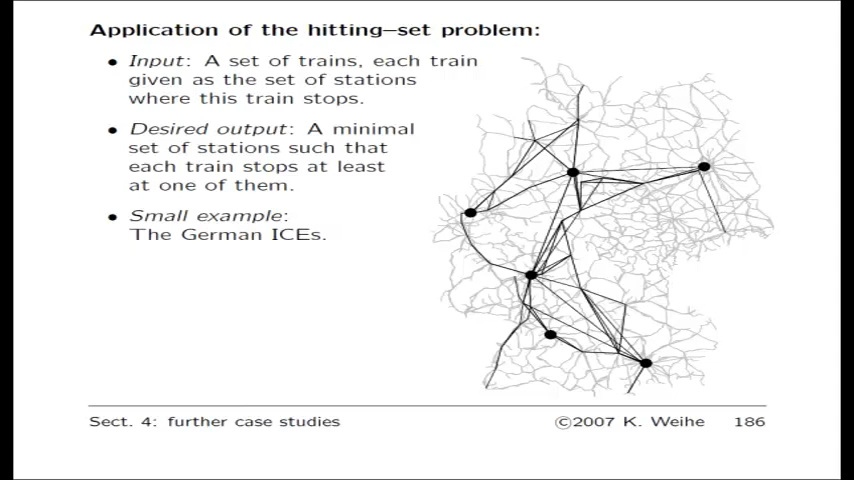 Application of the hitting–set problem:
• Input: A set of trains, each train
given as the set of stations
where this train stops.
• Desired output: A minimal
set of stations such that
each train stops at least
at one of them.
• Small example:
The German ICEs.
Sect. 4: further case studies
©2007 K. Weihe 186